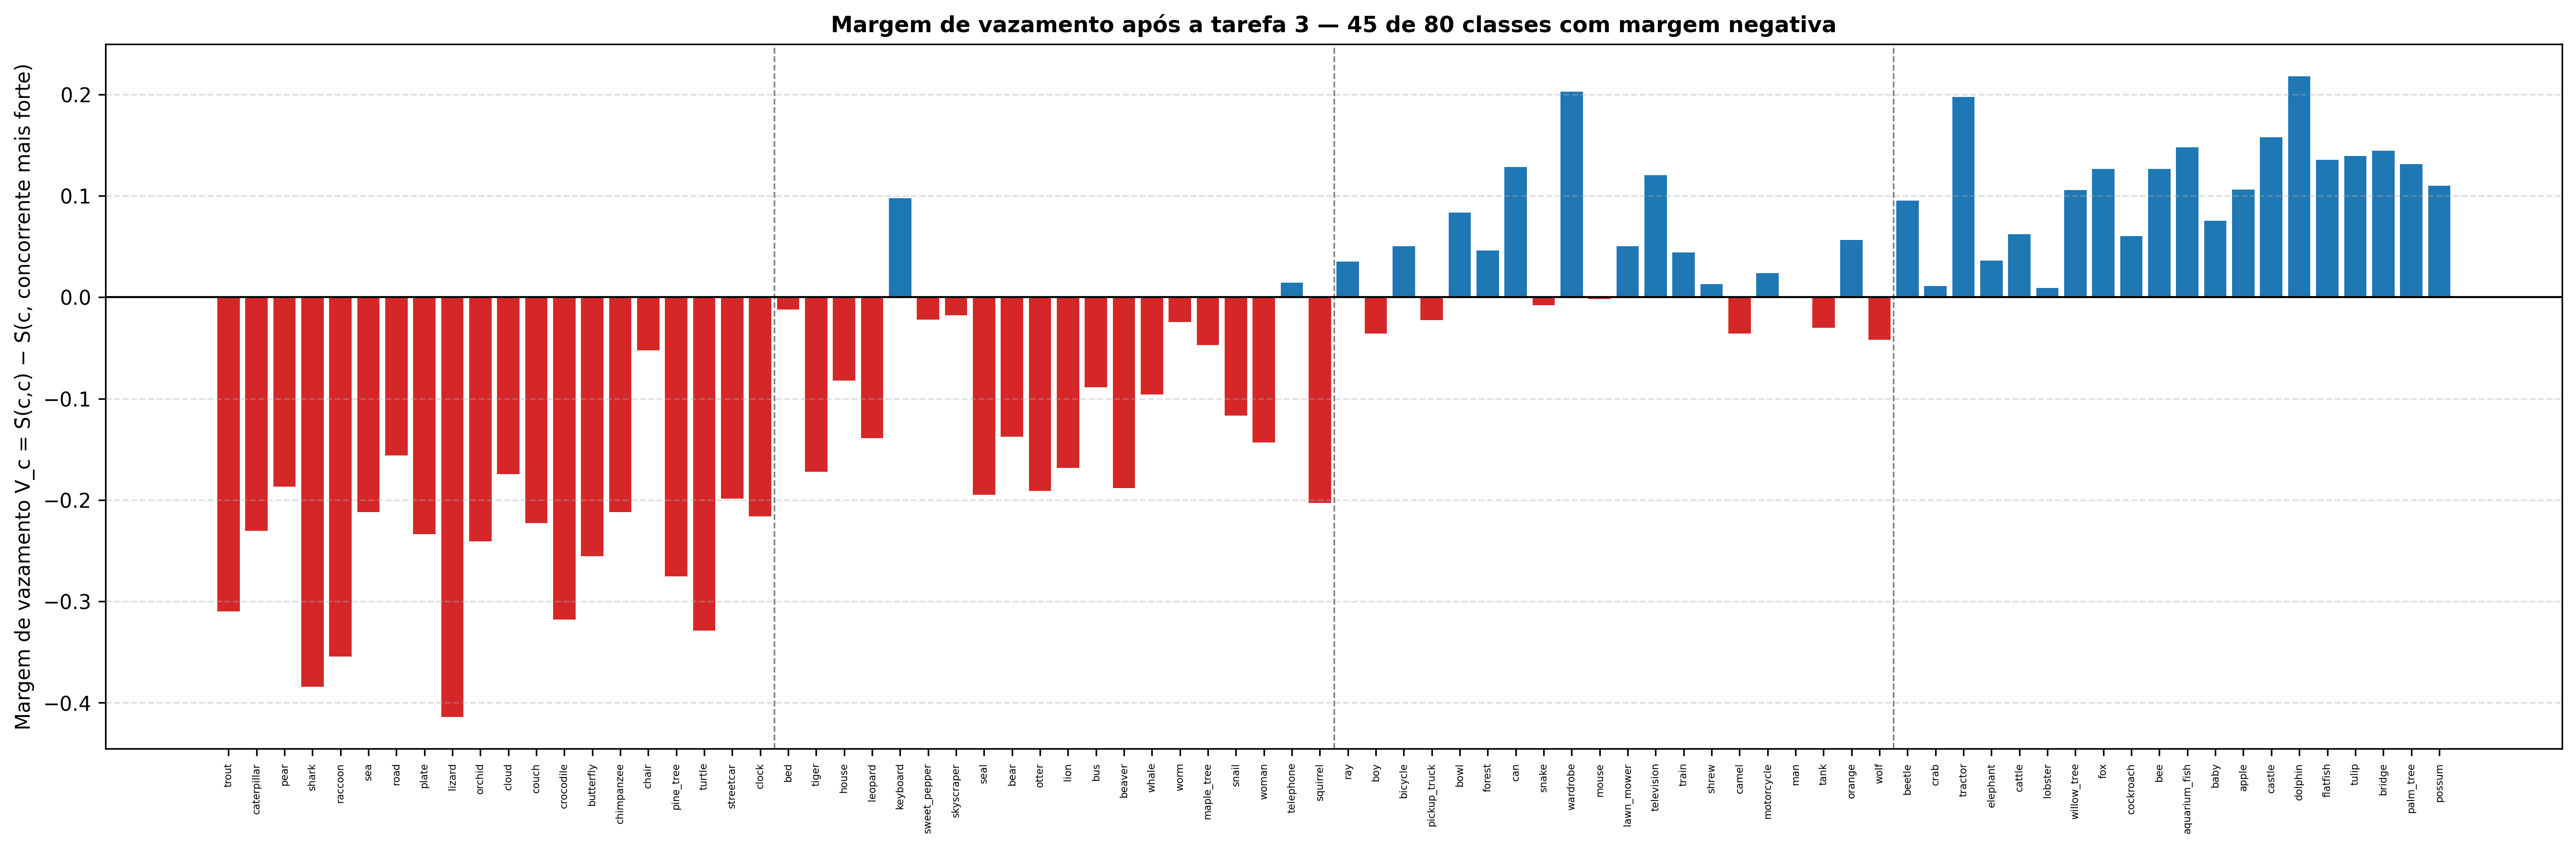 Margem de vazamento após a tarefa 3 — 45 de 80 classes com margem negativa
Margem de vazamento V_c = S(c,c) − S(c, concorrente mais forte)
0.2
0.1
0.0
−0.1
−0.2
−0.3
−0.4
trout
caterpillar
pear
shark
raccoon
sea
road
plate
lizard
orchid
cloud
couch
crocodile
butterfly
chimpanzee
chair
pine_tree
turtle
streetcar
clock
bed
tiger
house
leopard
keyboard
sweet_pepper
skyscraper
seal
bear
otter
lion
bus
beaver
whale
worm
maple_tree
snail
woman
telephone
squirrel
ray
boy
bicycle
pickup_truck
bowl
forest
can
snake
wardrobe
mouse
lawn_mower
television
train
shrew
camel
motorcycle
man
tank
orange
wolf
beetle
crab
tractor
elephant
cattle
lobster
willow_tree
fox
cockroach
bee
aquarium_fish
baby
apple
castle
dolphin
flatfish
tulip
bridge
palm_tree
possum